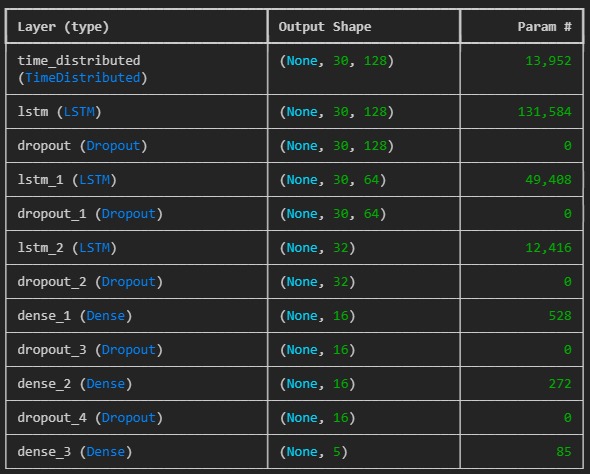 Layer (type) Output Shape Param #
time_distributed (None, 30, 128) 13,952
(TimeDistributed)
lstm (LSTM) (None, 30, 128) 131,584
dropout (Dropout) (None, 30, 128) 0
lstm_1 (LSTM) (None, 30, 64) 49,408
dropout_1 (Dropout) (None, 30, 64) 0
lstm_2 (LSTM) (None, 32) 12,416
dropout_2 (Dropout) (None, 32) 0
dense_1 (Dense) (None, 16) 528
dropout_3 (Dropout) (None, 16) 0
dense_2 (Dense) (None, 16) 272
dropout_4 (Dropout) (None, 16) 0
dense_3 (Dense) (None, 5) 85